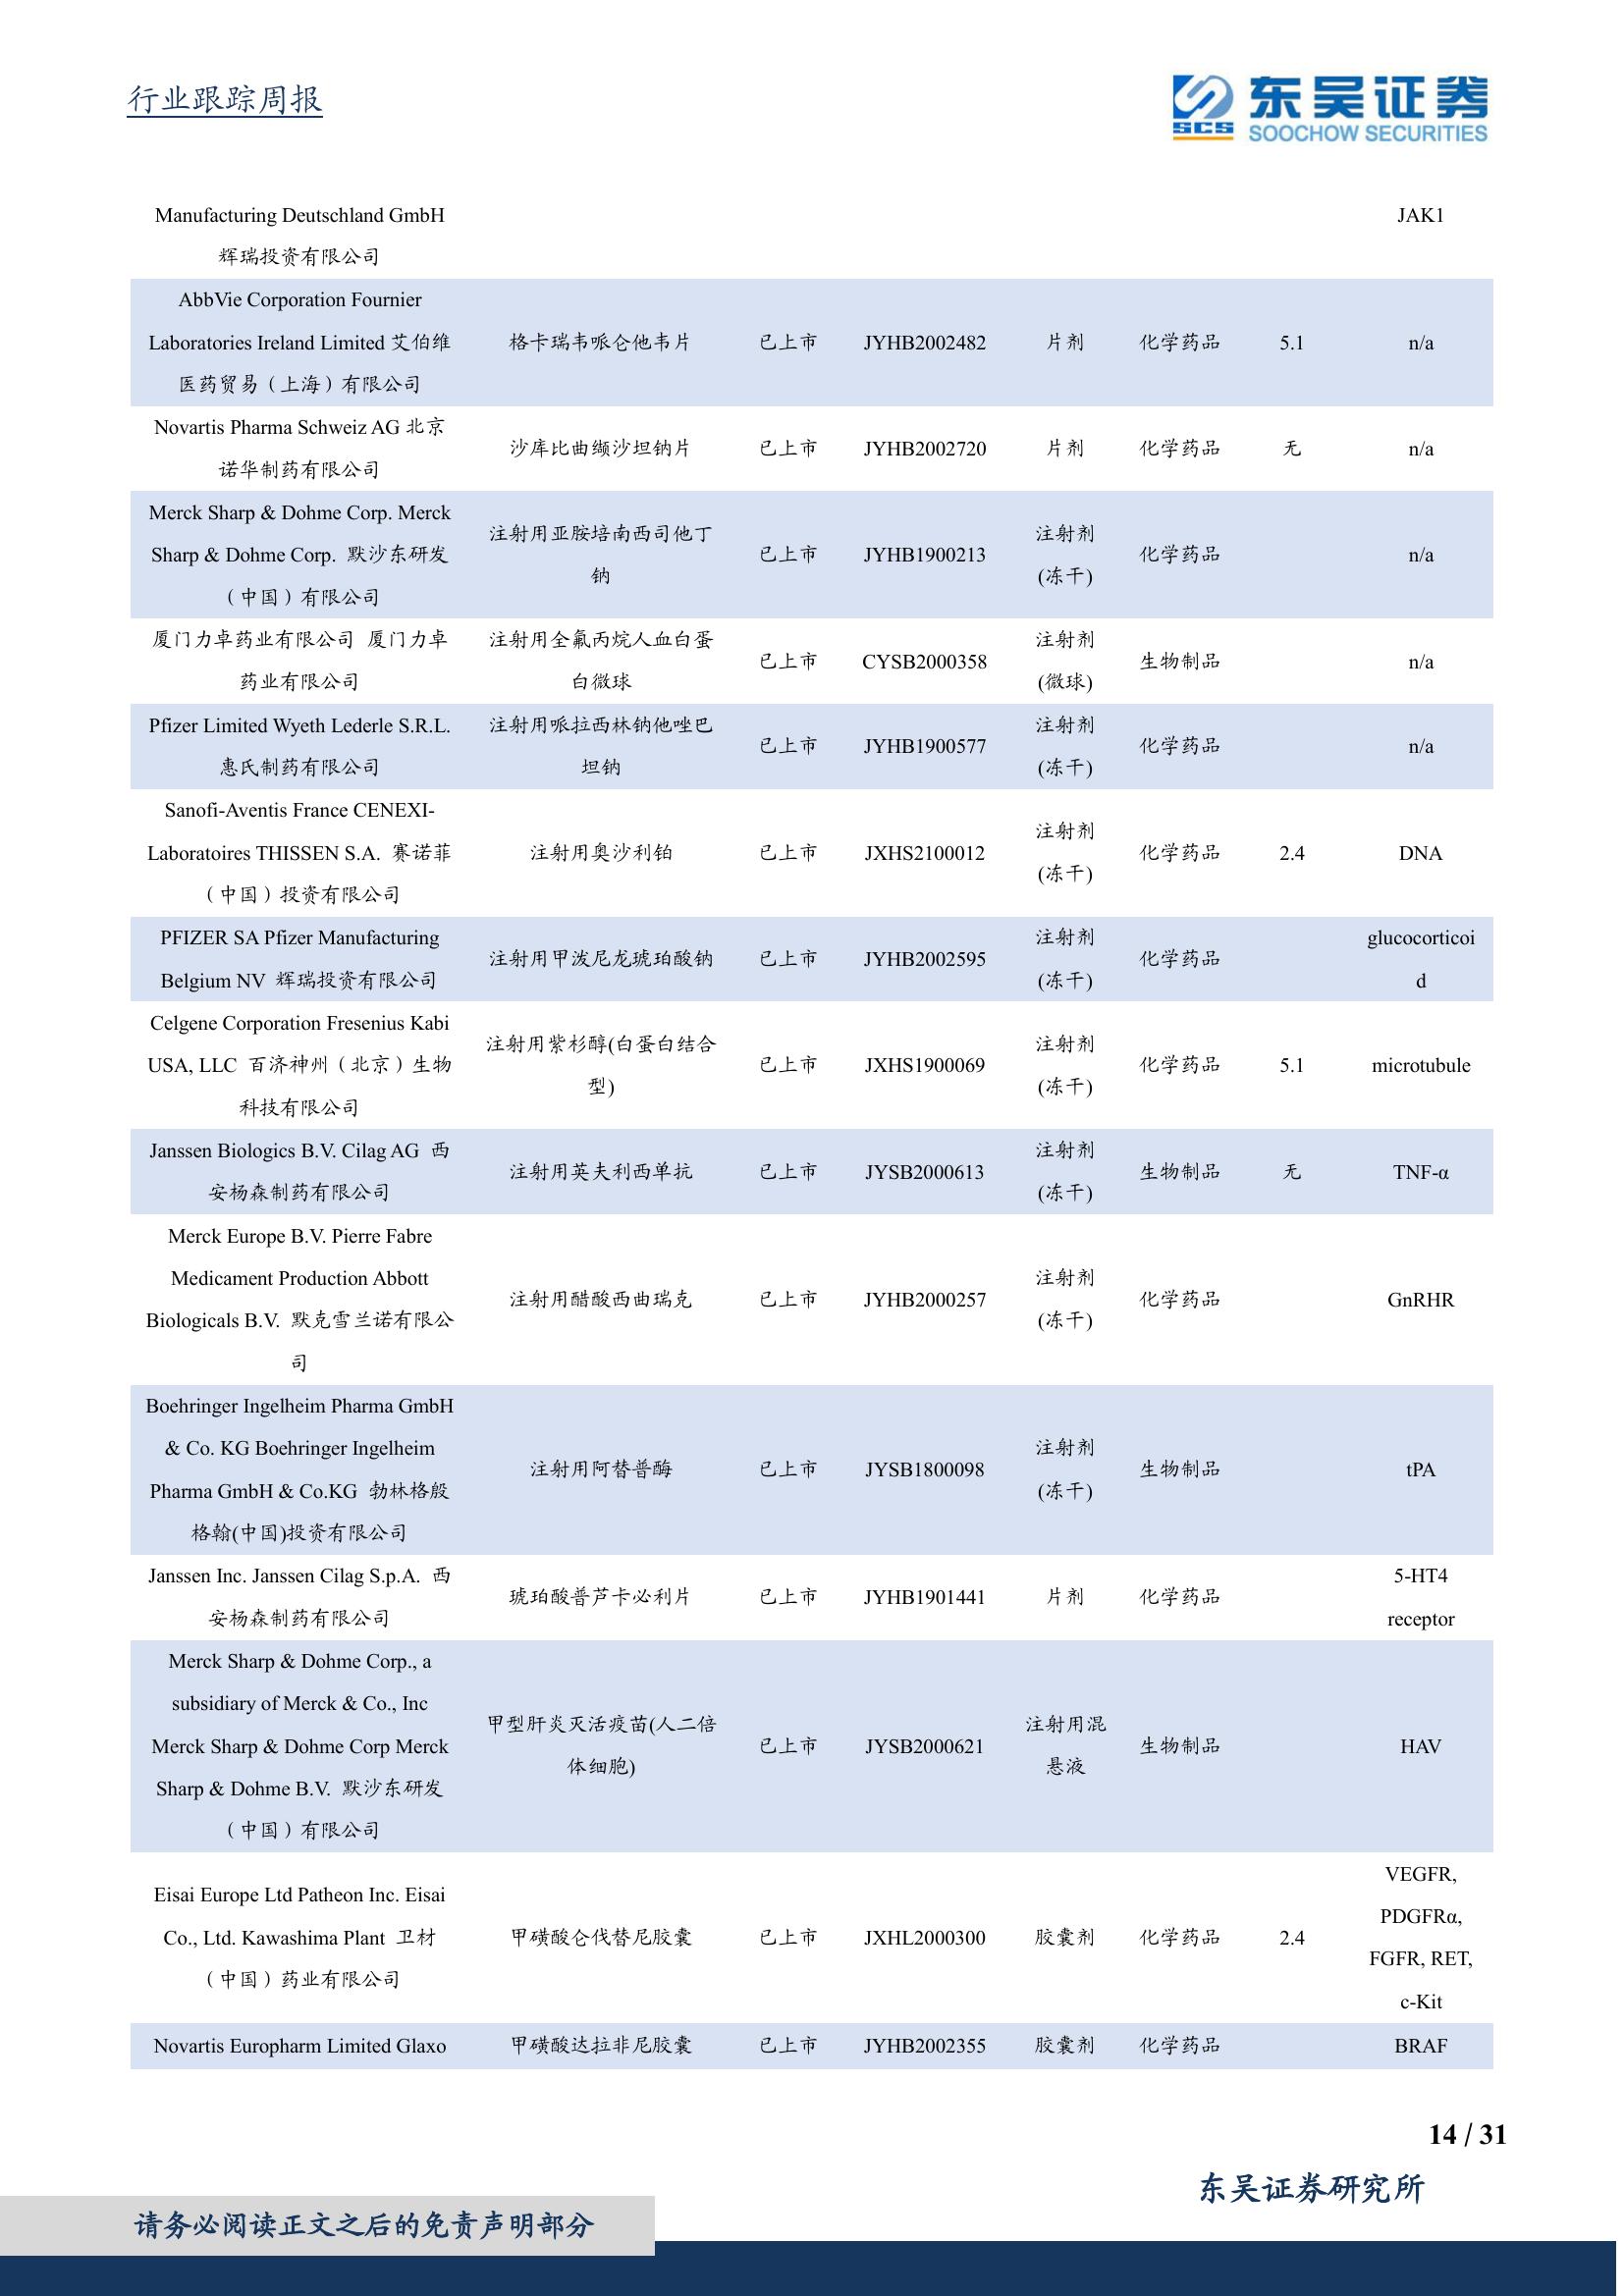 行业跟踪周报
SCS
东吴证券
SOOCHOW SECURITIES
Manufacturing Deutschland GmbH
辉瑞投资有限公司
JAK1
AbbVie Corporation Fournier
Laboratories Ireland Limited 艾伯维
医药贸易（上海）有限公司
格卡瑞韦哌仑他韦片
已上市
JYHB2002482
片剂
化学药品
5.1
n/a
Novartis Pharma Schweiz AG 北京
诺华制药有限公司
沙库比曲缬沙坦钠片
已上市
JYHB2002720
片剂
化学药品
无
n/a
Merck Sharp & Dohme Corp. Merck
Sharp & Dohme Corp. 默沙东研发
（中国）有限公司
注射用亚胺培南西司他丁
钠
已上市
JYHB1900213
注射剂
(冻干)
化学药品
n/a
厦门力卓药业有限公司 厦门力卓
药业有限公司
注射用全氟丙烷人血白蛋
白微球
已上市
CYSB2000358
注射剂
(微球)
生物制品
n/a
Pfizer Limited Wyeth Lederle S.R.L.
惠氏制药有限公司
注射用哌拉西林钠他唑巴
坦钠
已上市
JYHB1900577
注射剂
(冻干)
化学药品
n/a
Sanofi-Aventis France CENEXI-
Laboratoires THISSEN S.A. 赛诺菲
（中国）投资有限公司
注射用奥沙利铂
已上市
JXHS2100012
注射剂
(冻干)
化学药品
2.4
DNA
PFIZER SA Pfizer Manufacturing
Belgium NV 辉瑞投资有限公司
注射用甲泼尼龙琥珀酸钠
已上市
JYHB2002595
注射剂
(冻干)
化学药品
glucocorticoi
d
Celgene Corporation Fresenius Kabi
USA, LLC 百济神州（北京）生物
科技有限公司
注射用紫杉醇(白蛋白结合
型)
已上市
JXHS1900069
注射剂
(冻干)
化学药品
5.1
microtubule
Janssen Biologics B.V. Cilag AG 西
安杨森制药有限公司
注射用英夫利西单抗
已上市
JYSB2000613
注射剂
(冻干)
生物制品
无
TNF-α
Merck Europe B.V. Pierre Fabre
Medicament Production Abbott
Biologicals B.V. 默克雪兰诺有限公
司
注射用醋酸西曲瑞克
已上市
JYHB2000257
注射剂
(冻干)
化学药品
GnRHR
Boehringer Ingelheim Pharma GmbH
& Co. KG Boehringer Ingelheim
Pharma GmbH & Co.KG 勃林格殷
格翰(中国)投资有限公司
注射用阿替普酶
已上市
JYSB1800098
注射剂
(冻干)
生物制品
tPA
Janssen Inc. Janssen Cilag S.p.A. 西
安杨森制药有限公司
琥珀酸普芦卡必利片
已上市
JYHB1901441
片剂
化学药品
5-HT4
receptor
Merck Sharp & Dohme Corp., a
subsidiary of Merck & Co., Inc
Merck Sharp & Dohme Corp Merck
Sharp & Dohme B.V. 默沙东研发
（中国）有限公司
甲型肝炎灭活疫苗(人二倍
体细胞)
已上市
JYSB2000621
注射用混
悬液
生物制品
HAV
Eisai Europe Ltd Patheon Inc. Eisai
Co., Ltd. Kawashima Plant 卫材
（中国）药业有限公司
甲磺酸仑伐替尼胶囊
已上市
JXHL2000300
胶囊剂
化学药品
2.4
VEGFR,
PDGFRα,
FGFR, RET,
c-Kit
Novartis Europharm Limited Glaxo
甲磺酸达拉非尼胶囊
已上市
JYHB2002355
胶囊剂
化学药品
BRAF
14 / 31
东吴证券研究所
请务必阅读正文之后的免责声明部分